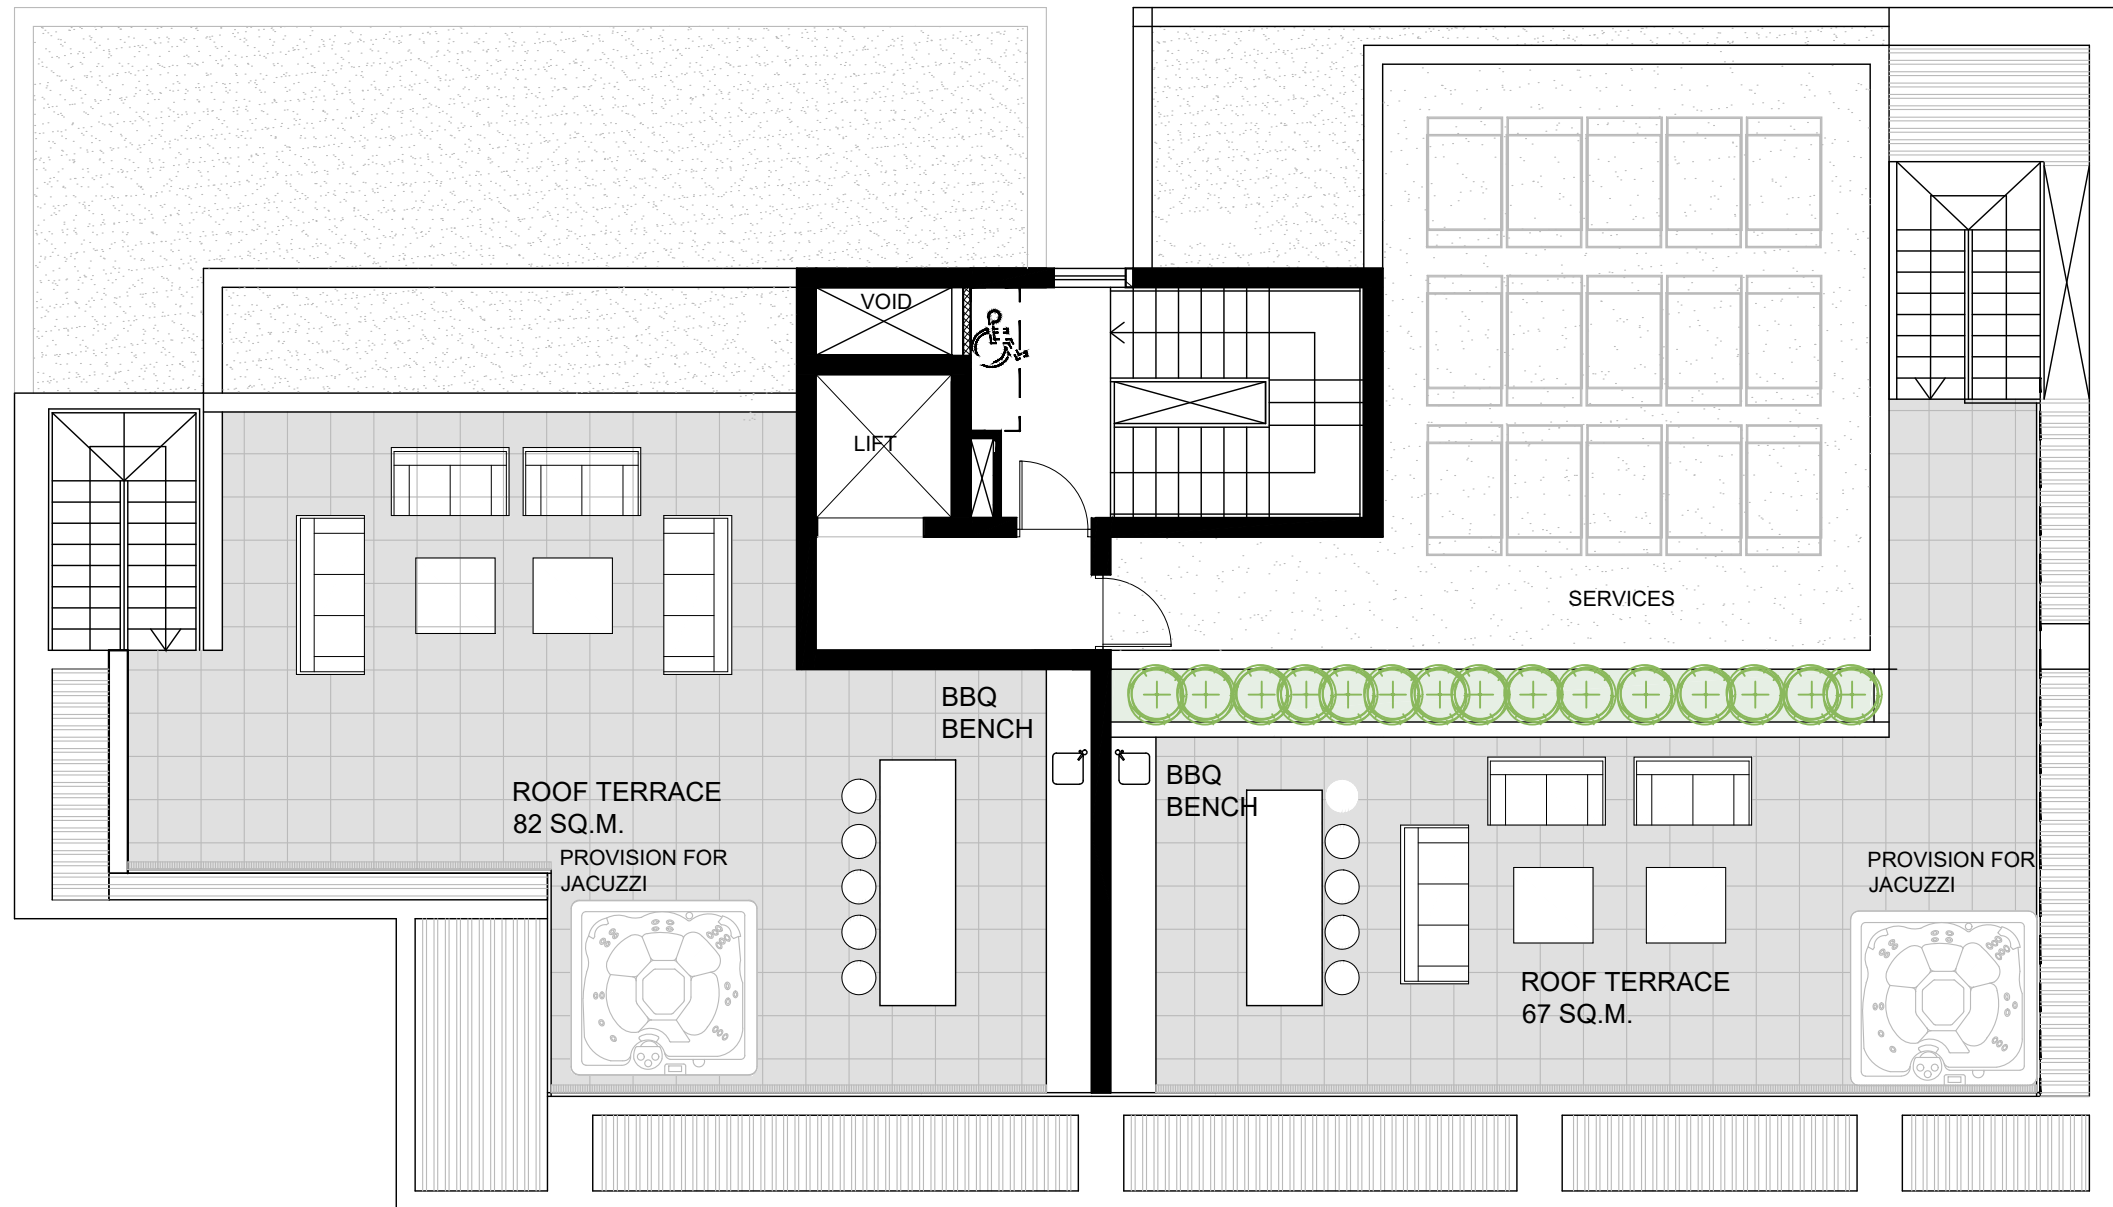 VOID
LIFT
SERVICES
BBQ
BENCH
ROOF TERRACE
82 SQ.M.
PROVISION FOR
JACUZZI
BBQ
BENCH
PROVISION FOR
JACUZZI
ROOF TERRACE
67 SQ.M.